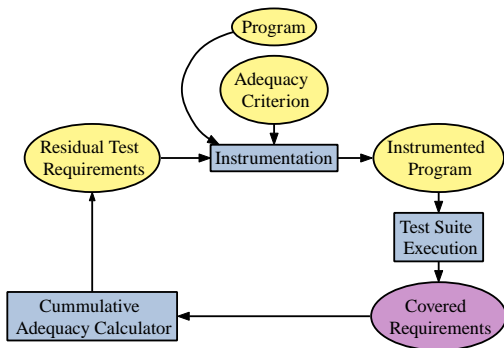 Program
Adequacy
Criterion
Residual Test
Requirements
Instrumentation
Instrumented
Program
Test Suite
Execution
Cummulative
Adequacy Calculator
Covered
Requirements